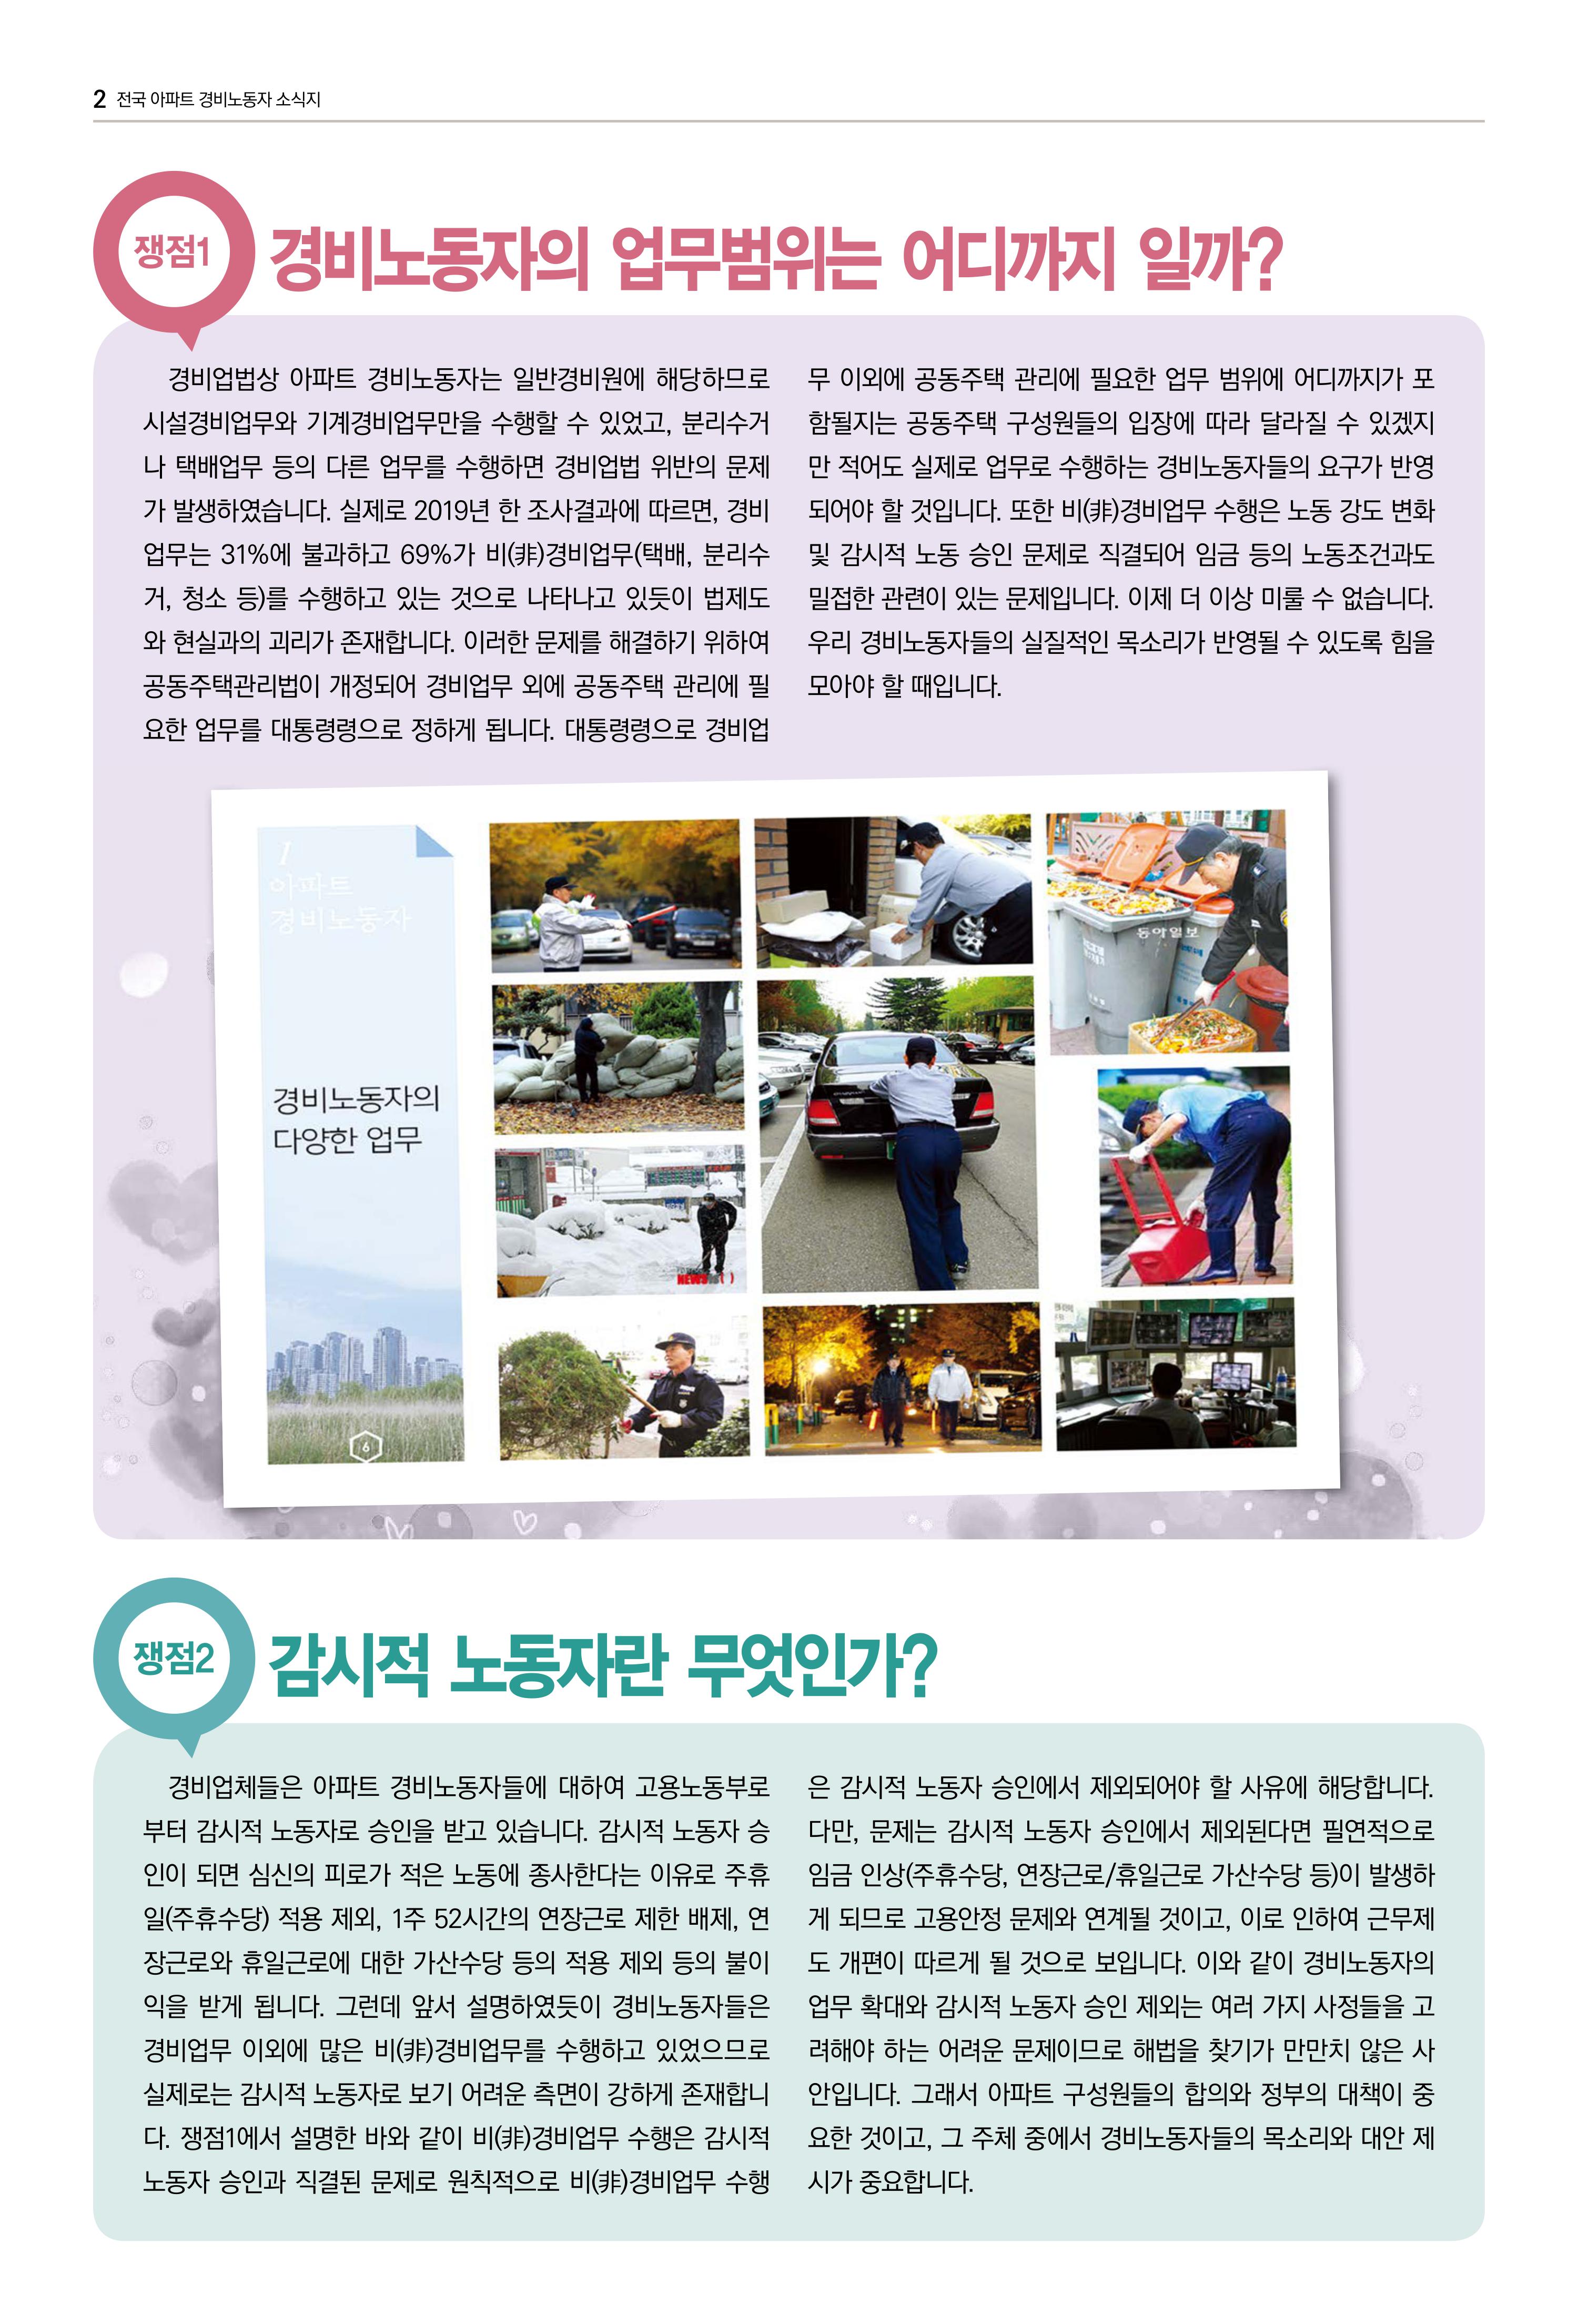 2 전국 아파트 경비노동자 소식지
쟁점1
경비노동자의 업무범위는 어디까지 일까?
경비업법상 아파트 경비노동자는 일반경비원에 해당하므로
시설경비업무와 기계경비업무만을 수행할 수 있었고, 분리수거
나 택배업무 등의 다른 업무를 수행하면 경비업법 위반의 문제
가 발생하였습니다. 실제로 2019년 한 조사결과에 따르면, 경비
업무는 31%에 불과하고 69%가 비(非)경비업무(택배, 분리수
거, 청소 등)를 수행하고 있는 것으로 나타나고 있듯이 법제도
와 현실과의 괴리가 존재합니다. 이러한 문제를 해결하기 위하여
공동주택관리법이 개정되어 경비업무 외에 공동주택 관리에 필
요한 업무를 대통령령으로 정하게 됩니다. 대통령령으로 경비업
무 이외에 공동주택 관리에 필요한 업무 범위에 어디까지가 포
함될지는 공동주택 구성원들의 입장에 따라 달라질 수 있겠지
만 적어도 실제로 업무로 수행하는 경비노동자들의 요구가 반영
되어야 할 것입니다. 또한 비(非)경비업무 수행은 노동 강도 변화
및 감시적 노동 승인 문제로 직결되어 임금 등의 노동조건과도
밀접한 관련이 있는 문제입니다. 이제 더 이상 미룰 수 없습니다.
우리 경비노동자들의 실질적인 목소리가 반영될 수 있도록 힘을
모아야 할 때입니다.
1
아파트
경비노동자
경비노동자의
다양한 업무
6
동아일보
NEWS
쟁점2
감시적 노동자란 무엇인가?
경비업체들은 아파트 경비노동자들에 대하여 고용노동부로
부터 감시적 노동자로 승인을 받고 있습니다. 감시적 노동자 승
인이 되면 심신의 피로가 적은 노동에 종사한다는 이유로 주휴
일(주휴수당) 적용 제외, 1주 52시간의 연장근로 제한 배제, 연
장근로와 휴일근로에 대한 가산수당 등의 적용 제외 등의 불이
익을 받게 됩니다. 그런데 앞서 설명하였듯이 경비노동자들은
경비업무 이외에 많은 비(非)경비업무를 수행하고 있었으므로
실제로는 감시적 노동자로 보기 어려운 측면이 강하게 존재합니
다. 쟁점1에서 설명한 바와 같이 비(非)경비업무 수행은 감시적
노동자 승인과 직결된 문제로 원칙적으로 비(非)경비업무 수행
은 감시적 노동자 승인에서 제외되어야 할 사유에 해당합니다.
다만, 문제는 감시적 노동자 승인에서 제외된다면 필연적으로
임금 인상(주휴수당, 연장근로/휴일근로 가산수당 등)이 발생하
게 되므로 고용안정 문제와 연계될 것이고, 이로 인하여 근무제
도 개편이 따르게 될 것으로 보입니다. 이와 같이 경비노동자의
업무 확대와 감시적 노동자 승인 제외는 여러 가지 사정들을 고
려해야 하는 어려운 문제이므로 해법을 찾기가 만만치 않은 사
안입니다. 그래서 아파트 구성원들의 합의와 정부의 대책이 중
요한 것이고, 그 주체 중에서 경비노동자들의 목소리와 대안 제
시가 중요합니다.